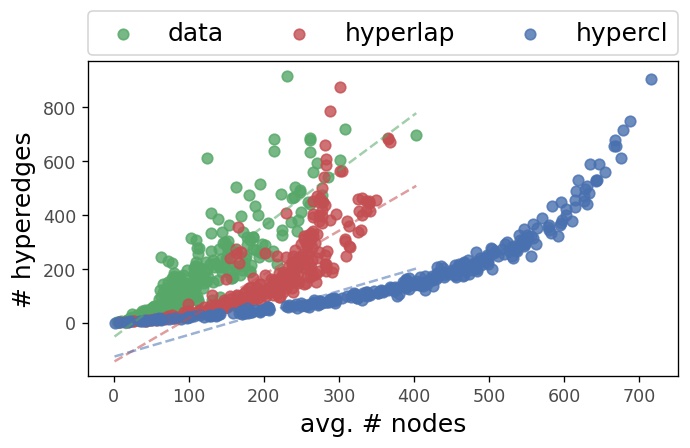 data hyperlap hypercl
# hyperedges
800
600
400
200
0
0 100 200 300 400 500 600 700
avg. # nodes